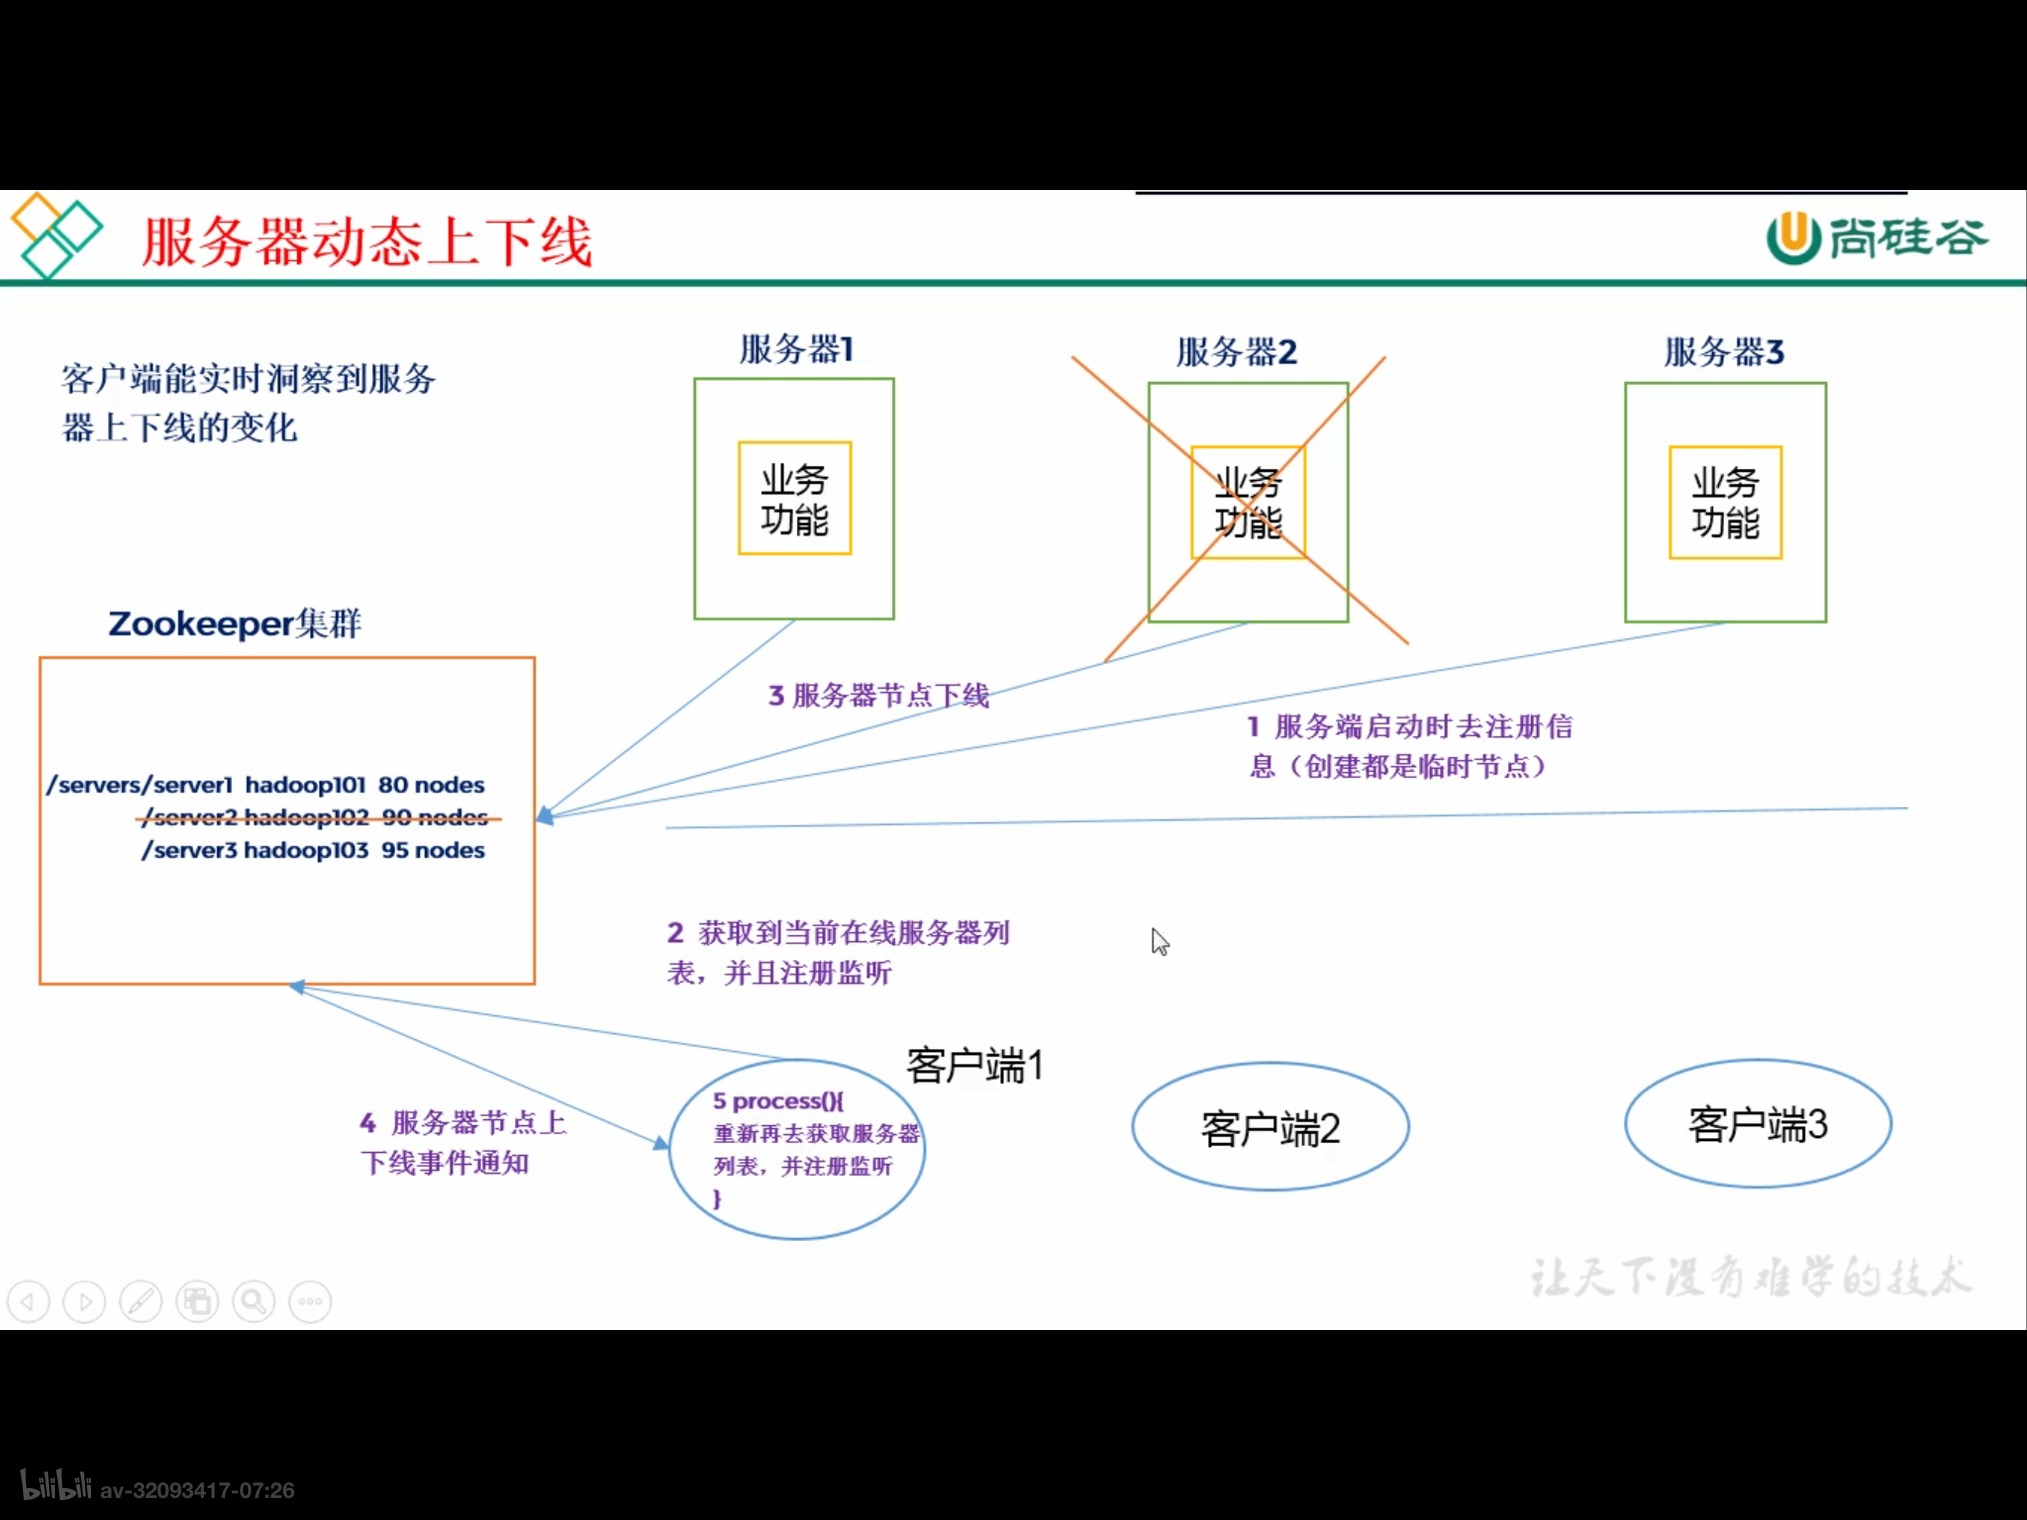 服务器动态上下线
尚硅谷
客户端能实时洞察到服务
器上下线的变化
服务器1
服务器2
服务器3
业务
功能
业务
功能
业务
功能
Zookeeper集群
/servers/server1 hadoop101 80 nodes
/server2 hadoop102 90 nodes
/server3 hadoop103 95 nodes
3 服务器节点下线
1 服务端启动时去注册信
息（创建都是临时节点）
2 获取到当前在线服务器列
表，并且注册监听
客户端1
4 服务器节点上
下线事件通知
5 process(){
重新再去获取服务器
列表，并注册监听
}
客户端2
客户端3
让天下没有难学的技术
bilibili av-32093417-07:26